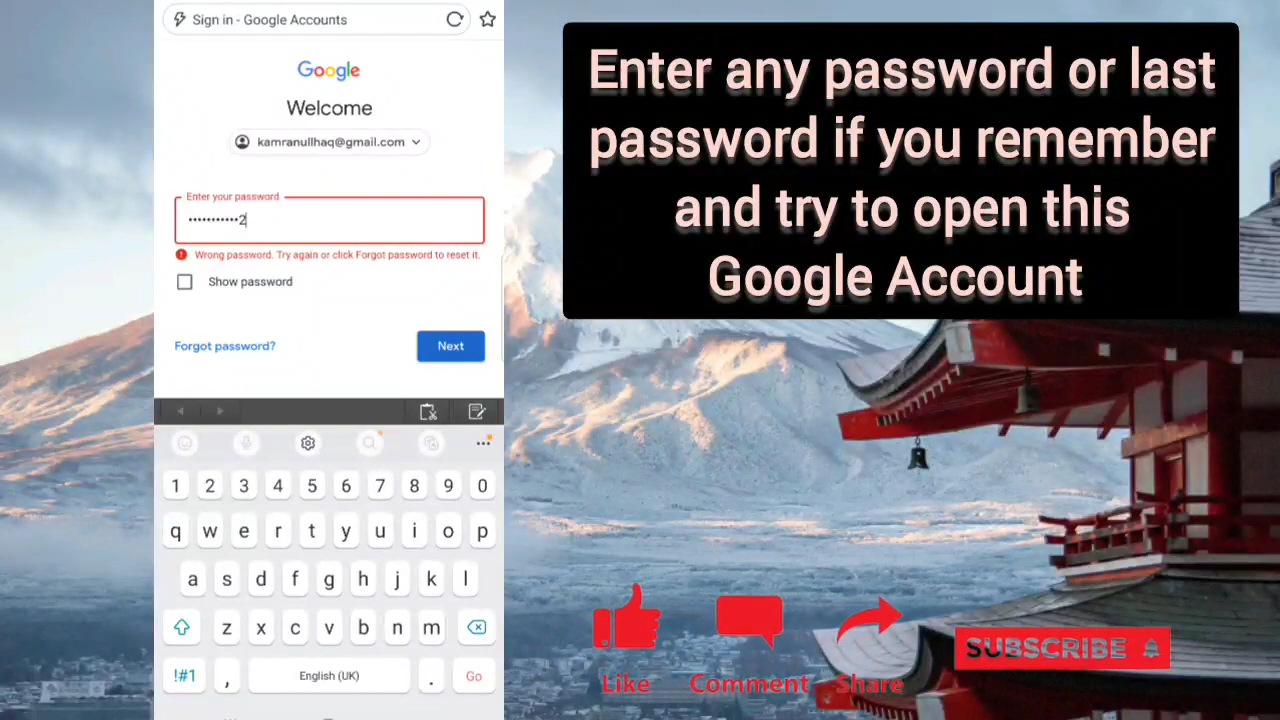 Sign in - Google Accounts
Google
Welcome
kamranullhaq@gmail.com
Enter your password
•••••••••••2
Wrong password. Try again or click Forgot password to reset it.
Show password
Forgot password?
Next
1 2 3 4 5 6 7 8 9 0
q w e r t y u i o p
a s d f g h j k l
z x c v b n m
!#1 , English (UK) . Go
Enter any password or last
password if you remember
and try to open this
Google Account
Like Comment Share
SUBSCRIBE